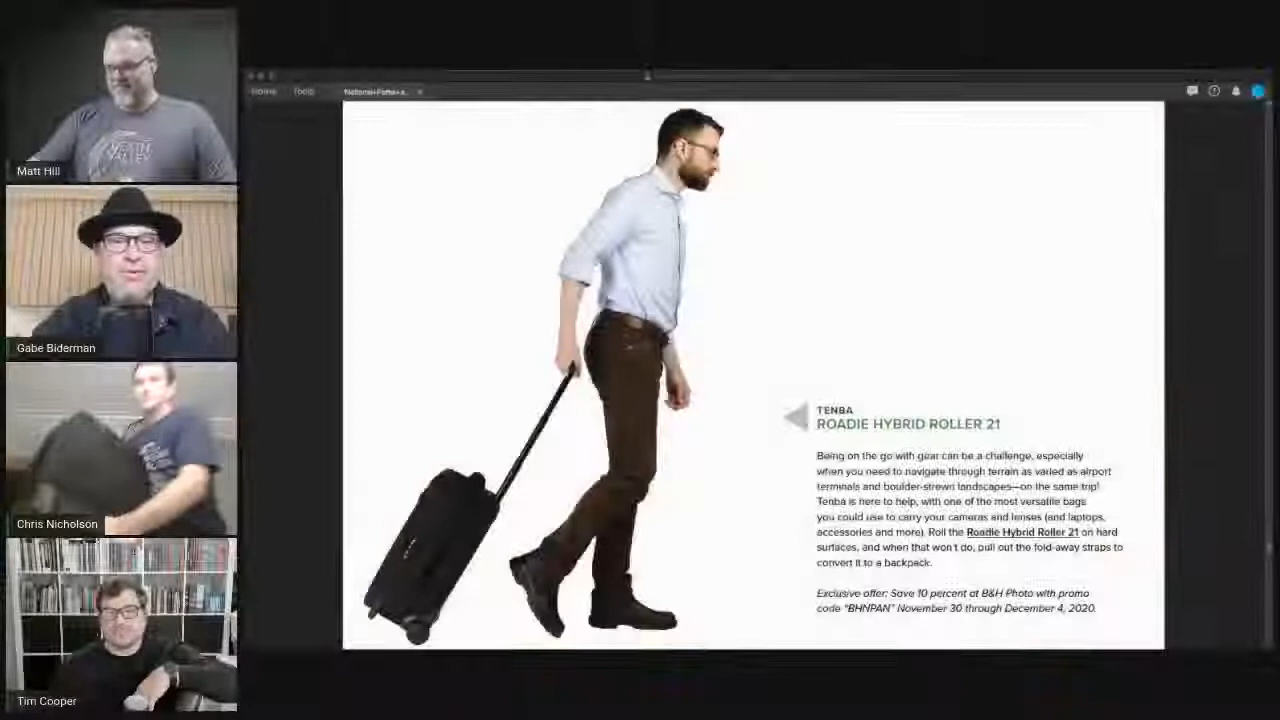 Matt Hill
DEATH
VALLEY
Gabe Biderman
Chris Nicholson
Tim Cooper
Home
Tools
National+Parks+a...
TENBA
ROADIE HYBRID ROLLER 21
Being on the go with gear can be a challenge, especially
when you need to navigate through terrain as varied as airport
terminals and boulder-strewn landscapes—on the same trip!
Tenba is here to help, with one of the most versatile bags
you could use to carry your cameras and lenses (and laptops,
accessories and more). Roll the Roadie Hybrid Roller 21 on hard
surfaces, and when that won't do, pull out the fold-away straps to
convert it to a backpack.
Exclusive offer: Save 10 percent at B&H Photo with promo
code “BHNPAN” November 30 through December 4, 2020.